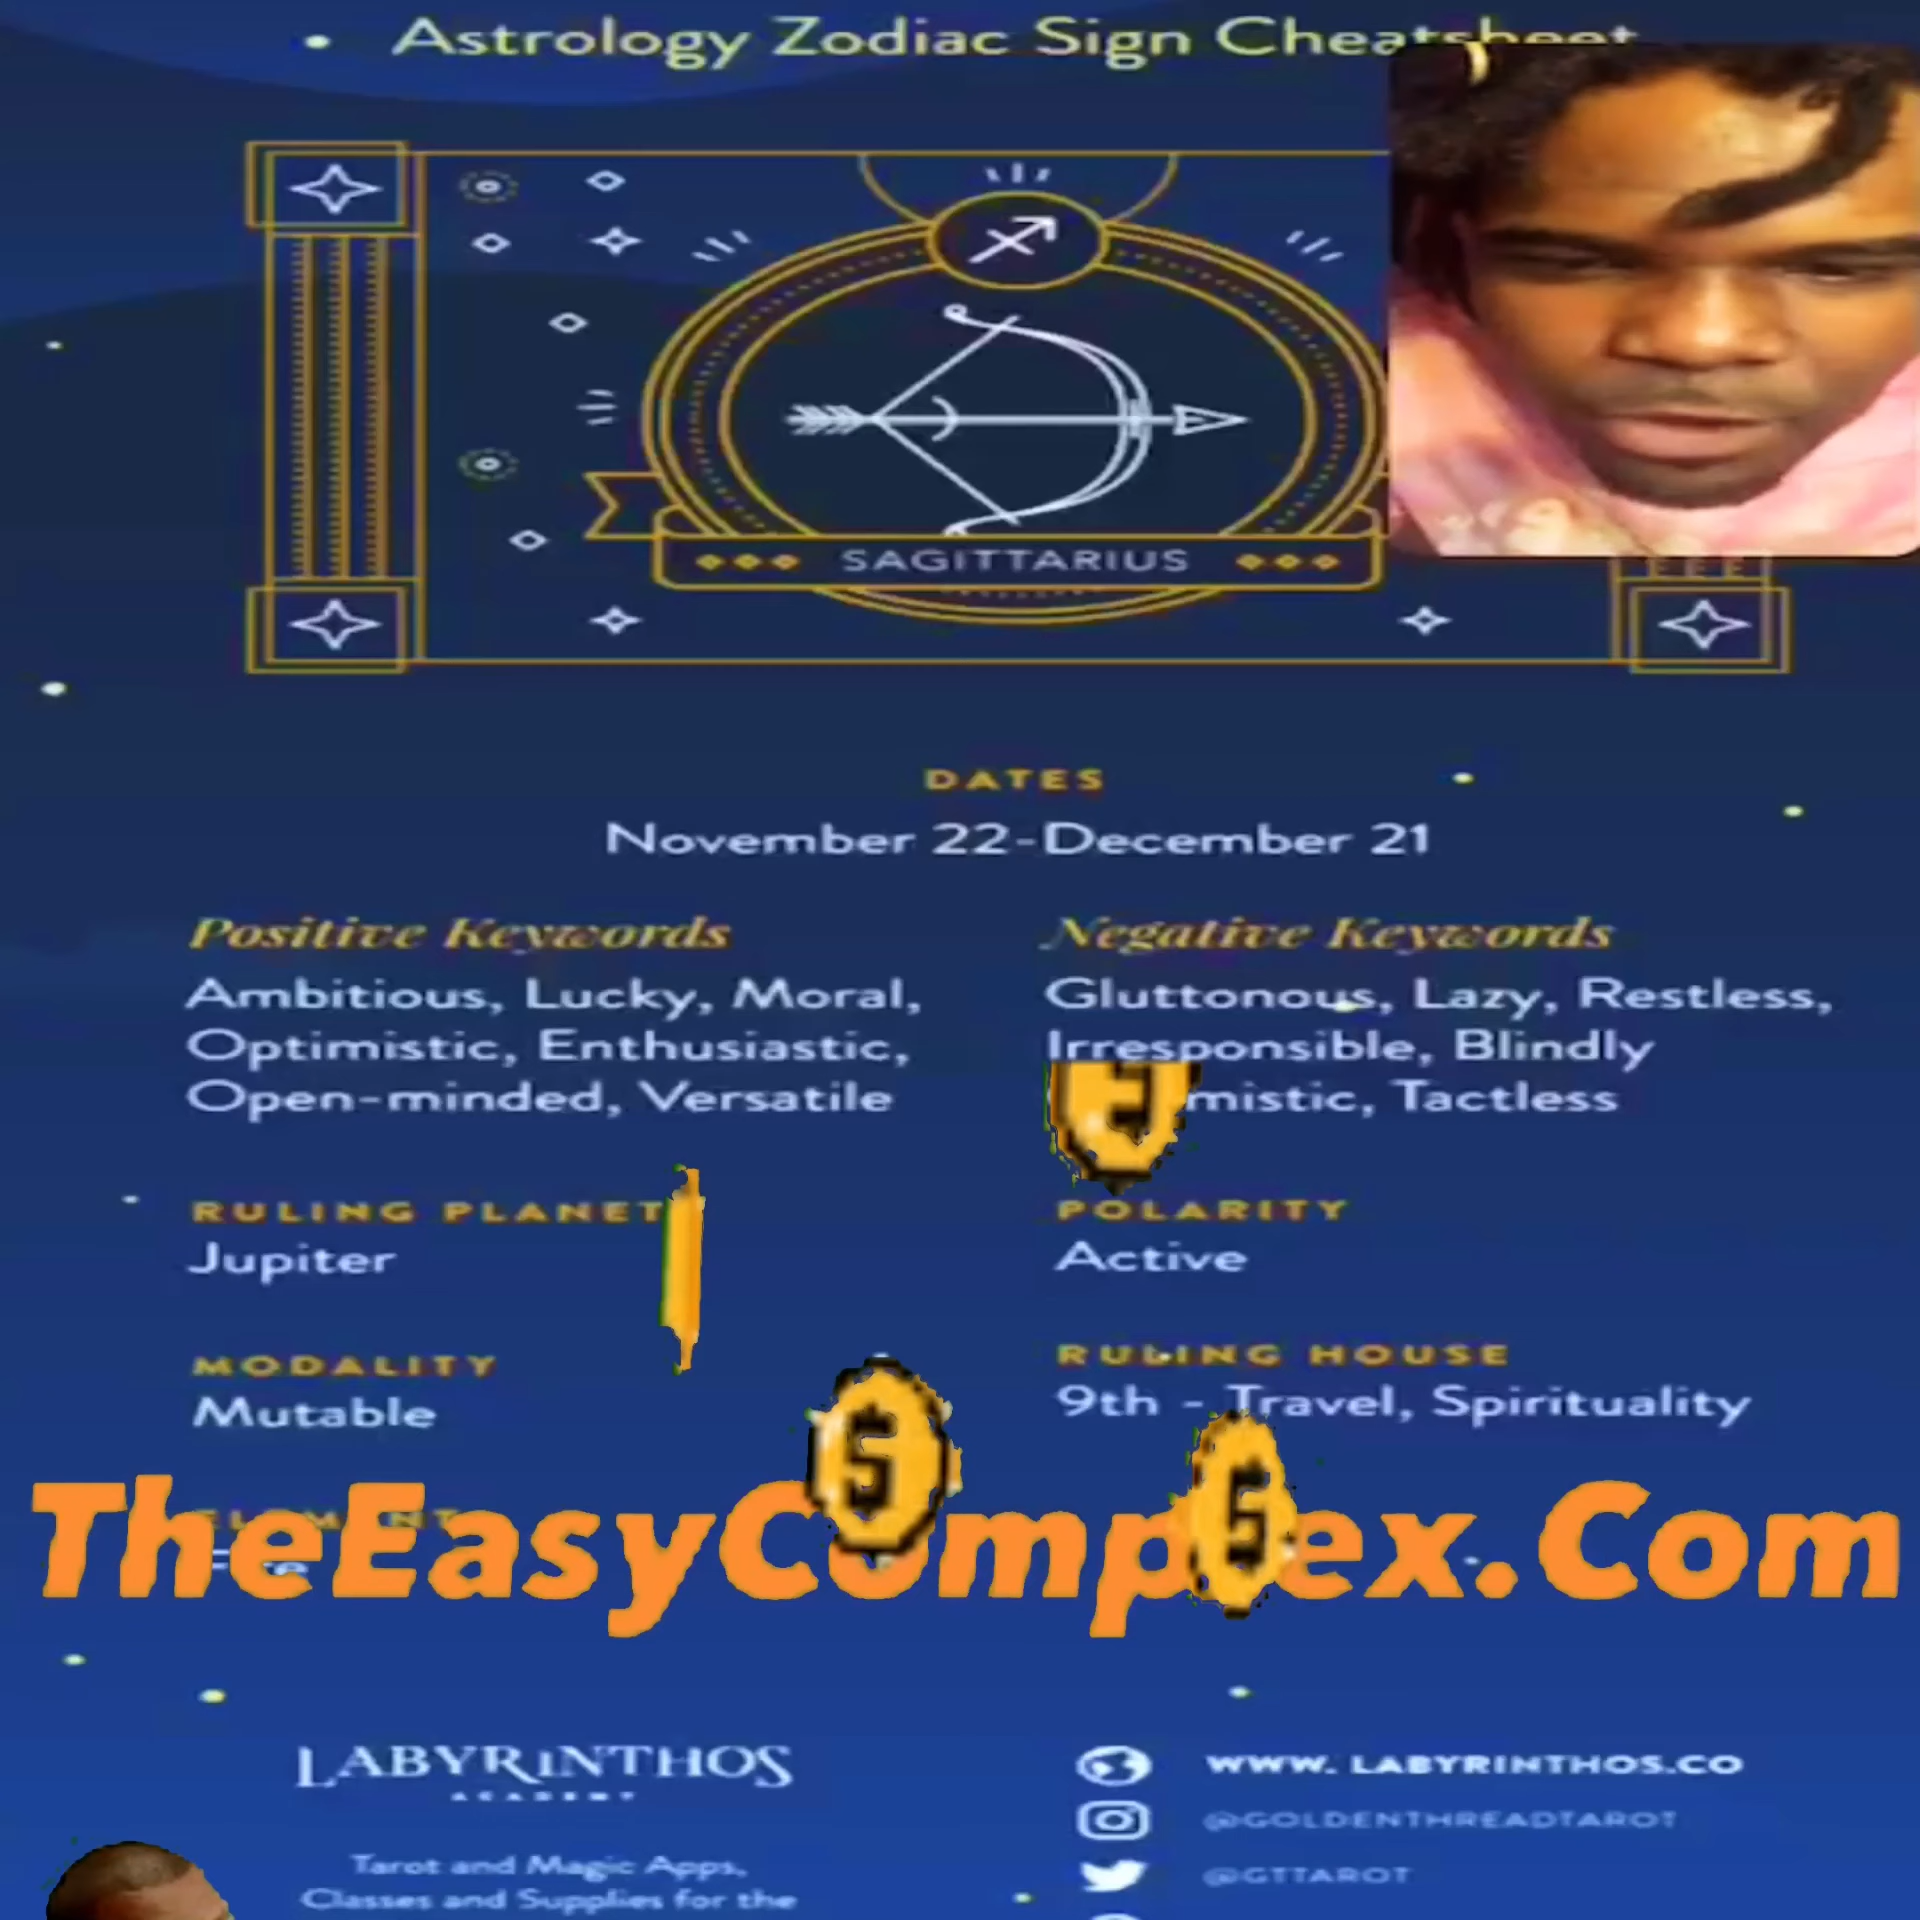 Astrology Zodiac Sign Cheatsheet
SAGITTARIUS
DATES
November 22-December 21
Positive Keywords
Ambitious, Lucky, Moral,
Optimistic, Enthusiastic,
Open-minded, Versatile
Negative Keywords
Gluttonous, Lazy, Restless,
Irresponsible, Blindly
mistic, Tactless
RULING PLANET
Jupiter
POLARITY
Active
MODALITY
Mutable
RULING HOUSE
9th - Travel, Spirituality
ELEMENT
TheEasyComplex.Com
LABYRINTHOS
ACADEMY
Tarot and Magic Apps,
Classes and Supplies for the
WWW. LABYRINTHOS.CO
@GOLDENTHREADTAROT
@GTTAROT